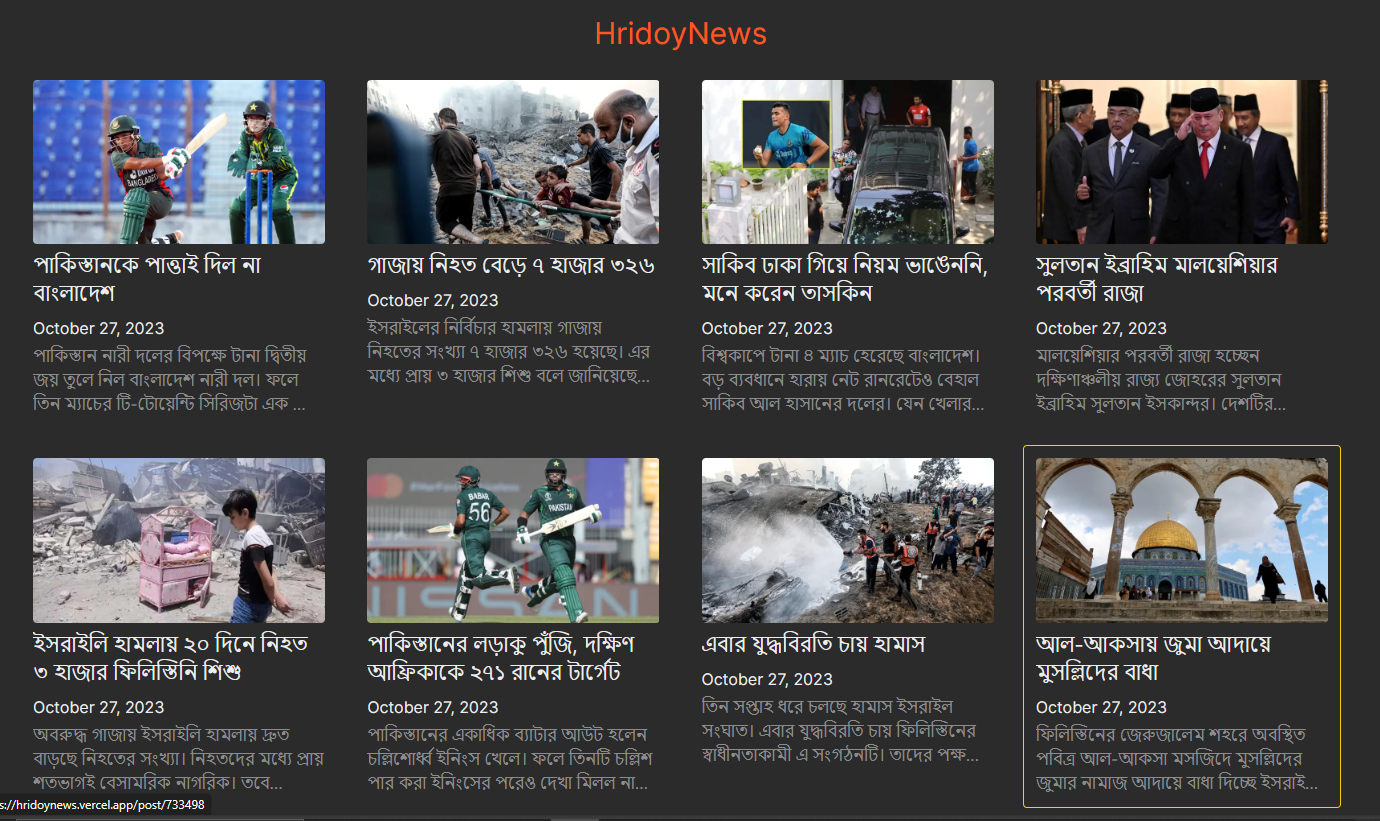 HridoyNews
পাকিস্তানকে পাত্তাই দিল না
বাংলাদেশ
October 27, 2023
পাকিস্তান নারী দলের বিপক্ষে টানা দ্বিতীয়
জয় তুলে নিল বাংলাদেশ নারী দল। ফলে
তিন ম্যাচের টি-টোয়েন্টি সিরিজটা এক ...
গাজায় নিহত বেড়ে ৭ হাজার ৩২৬
October 27, 2023
ইসরাইলের নির্বিচার হামলায় গাজায়
নিহতের সংখ্যা ৭ হাজার ৩২৬ হয়েছে। এর
মধ্যে প্রায় ৩ হাজার শিশু বলে জানিয়েছে...
সাকিব ঢাকা গিয়ে নিয়ম ভাঙেননি,
মনে করেন তাসকিন
October 27, 2023
বিশ্বকাপে টানা ৪ ম্যাচ হেরেছে বাংলাদেশ।
বড় ব্যবধানে হারায় নেট রানরেটেও বেহাল
সাকিব আল হাসানের দলের। যেন খেলার...
সুলতান ইব্রাহিম মালয়েশিয়ার
পরবর্তী রাজা
October 27, 2023
মালয়েশিয়ার পরবর্তী রাজা হচ্ছেন
দক্ষিণাঞ্চলীয় রাজ্য জোহরের সুলতান
ইব্রাহিম সুলতান ইসকান্দর। দেশটির...
BANGLADESH
BABAR
56
PAKISTAN
NISSAN
ইসরাইলি হামলায় ২০ দিনে নিহত
৩ হাজার ফিলিস্তিনি শিশু
October 27, 2023
অবরুদ্ধ গাজায় ইসরাইলি হামলায় দ্রুত
বাড়ছে নিহতের সংখ্যা। নিহতদের মধ্যে প্রায়
শতভাগই বেসামরিক নাগরিক। তবে...
পাকিস্তানের লড়াকু পুঁজি, দক্ষিণ
আফ্রিকাকে ২৭১ রানের টার্গেট
October 27, 2023
পাকিস্তানের একাধিক ব্যাটার আউট হলেন
চল্লিশোর্ধ্ব ইনিংস খেলে। ফলে তিনটি চল্লিশ
পার করা ইনিংসের পরেও দেখা মিলল না...
এবার যুদ্ধবিরতি চায় হামাস
October 27, 2023
তিন সপ্তাহ ধরে চলছে হামাস ইসরাইল
সংঘাত। এবার যুদ্ধবিরতি চায় ফিলিস্তিনের
স্বাধীনতাকামী এ সংগঠনটি। তাদের পক্ষ...
আল-আকসায় জুমা আদায়ে
মুসল্লিদের বাধা
October 27, 2023
ফিলিস্তিনের জেরুজালেম শহরে অবস্থিত
পবিত্র আল-আকসা মসজিদে মুসল্লিদের
জুমার নামাজ আদায়ে বাধা দিচ্ছে ইসরাই...
s://hridoynews.vercel.app/post/733498